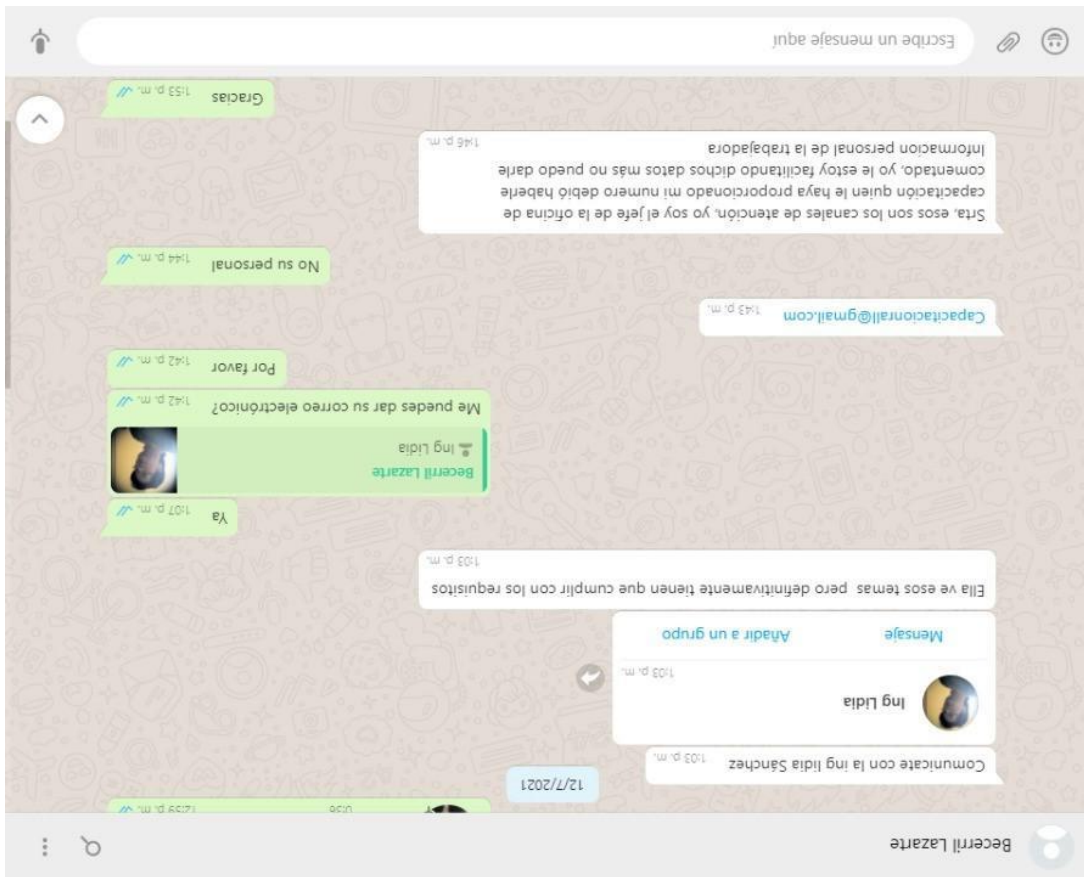 Becerril Lazarte
0:56 12:59 p. m.
12/7/2021
Comunicate con la ing lidia Sánchez 1:03 p. m.
Ing Lidia
1:03 p. m.
Mensaje Añadir a un grupo
Ella ve esos temas pero definitivamente tienen que cumplir con los requisitos
1:03 p. m.
Ya 1:07 p. m.
Becerril Lazarte
Ing Lidia
Me puedes dar su correo electrónico? 1:42 p. m.
Por favor 1:42 p. m.
Capacitacionrall@gmail.com 1:43 p. m.
No su personal 1:44 p. m.
Srta, esos son los canales de atención, yo soy el jefe de la oficina de
capacitación quien le haya proporcionado mi numero debió haberle
comentado, yo le estoy facilitando dichos datos más no puedo darle
Informacion personal de la trabajadora
1:46 p. m.
Gracias 1:53 p. m.
Escribe un mensaje aquí